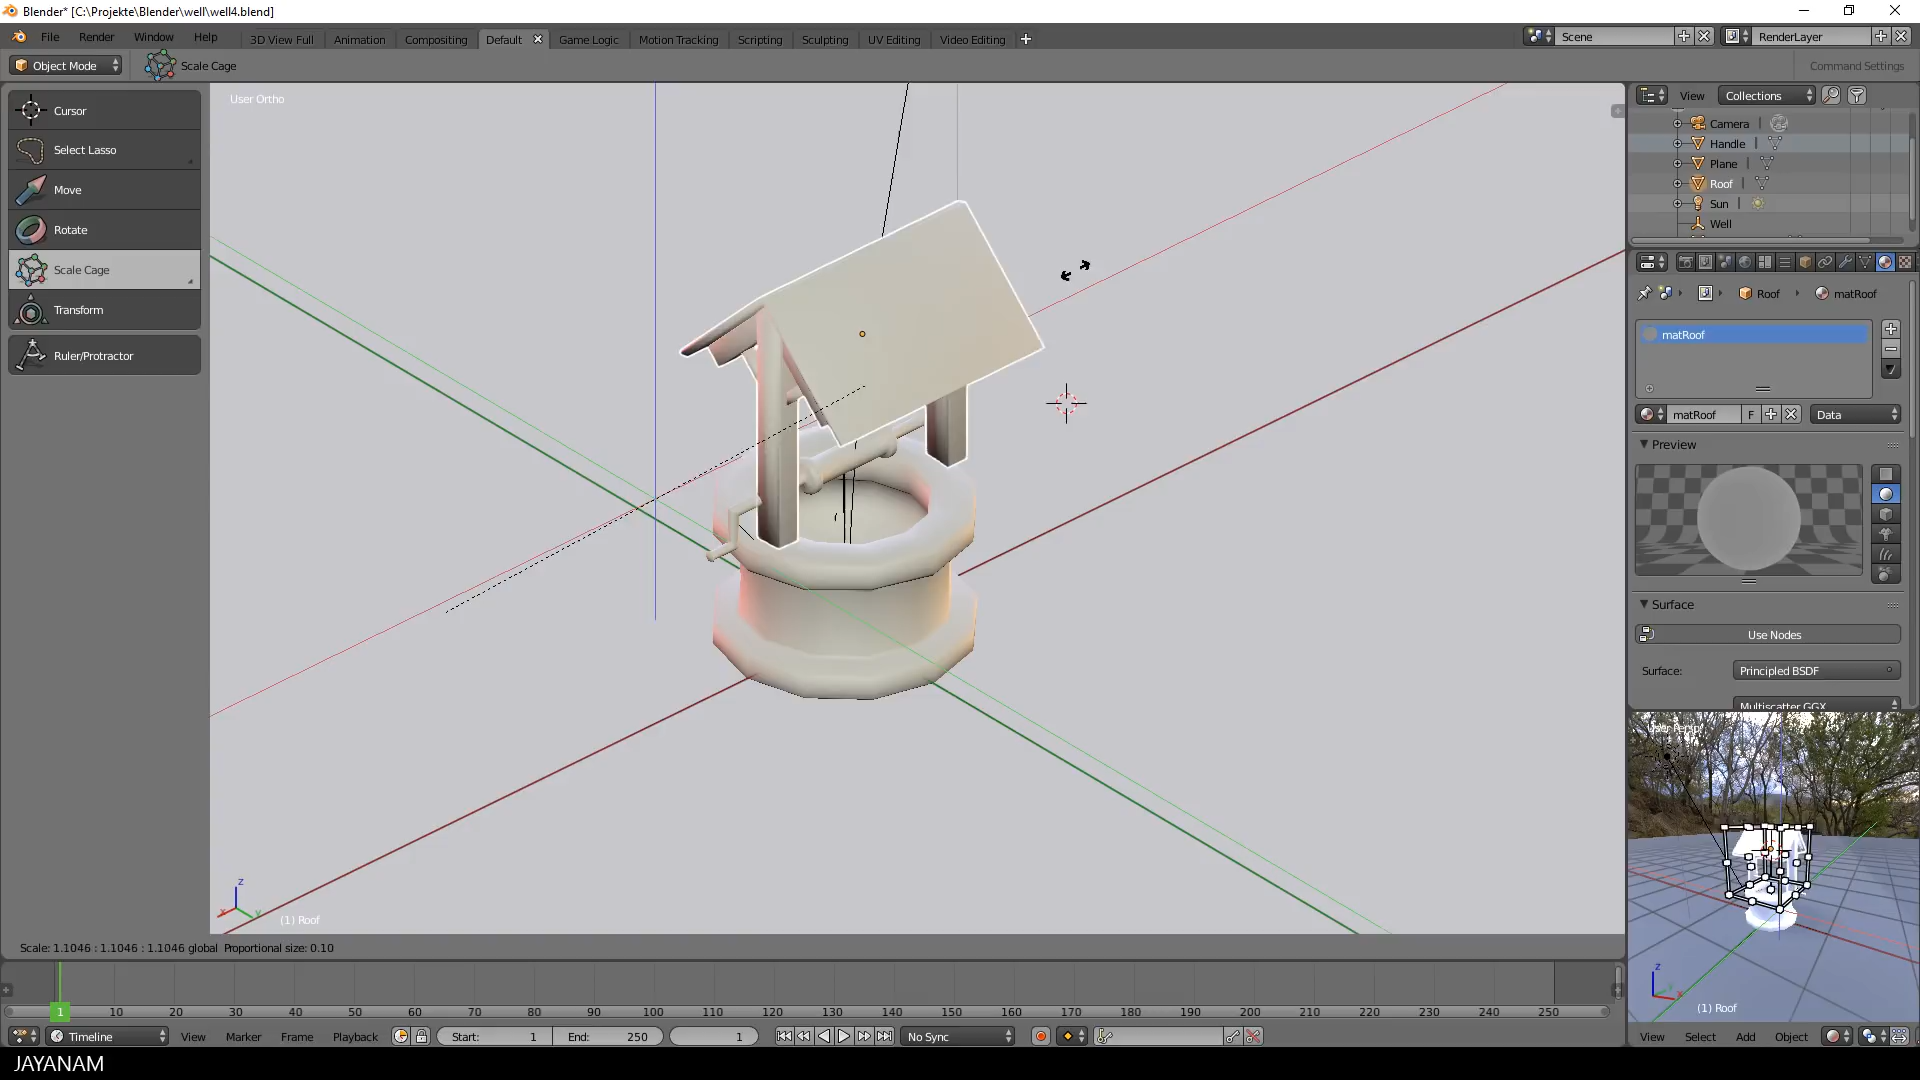 Blender* [C:\Projekte\Blender\well\well4.blend]
File Render Window Help 3D View Full Animation Compositing Default Game Logic Motion Tracking Scripting Sculpting UV Editing Video Editing Scene RenderLayer
Object Mode Scale Cage Command Settings
Cursor
Select Lasso
Move
Rotate
Scale Cage
Transform
Ruler/Protractor
User Ortho
z
x y
(1) Roof
Scale: 1.1046 : 1.1046 : 1.1046 global Proportional size: 0.10
View Collections
Camera
Handle
Plane
Roof
Sun
Well
Roof matRoof
matRoof
matRoof F Data
Preview
Surface
Use Nodes
Surface: Principled BSDF
Multiscatter GGX
User Persp
z
(1) Roof
View Select Add Object
1 10 20 30 40 50 60 70 80 90 100 110 120 130 140 150 160 170 180 190 200 210 220 230 240 250
Timeline View Marker Frame Playback Start: 1 End: 250 1 No Sync
JAYANAM